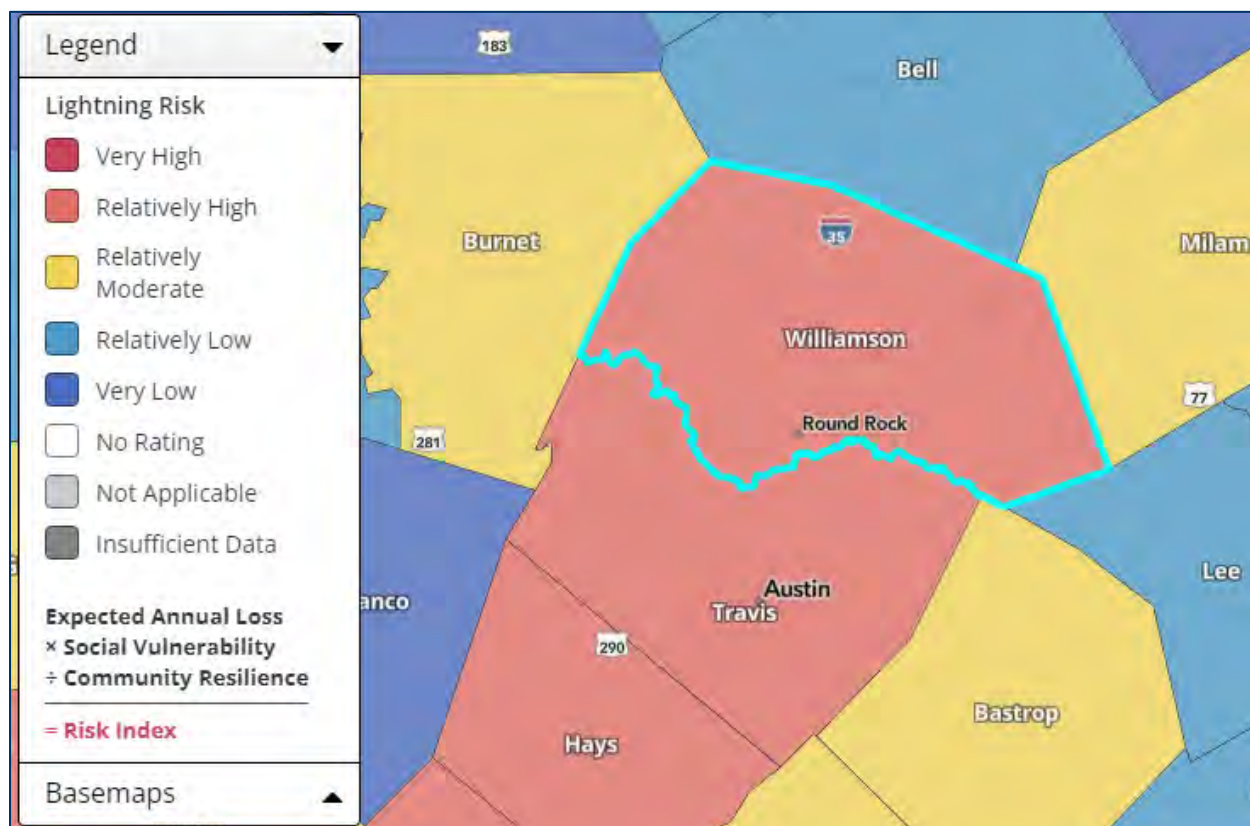 Legend
Lightning Risk
Very High
Relatively High
Relatively
Moderate
Relatively Low
Very Low
No Rating
Not Applicable
Insufficient Data
Expected Annual Loss
× Social Vulnerability
÷ Community Resilience
= Risk Index
Basemaps
183
Bell
Burnet
35
Milam
Williamson
77
Round Rock
281
Lee
anco
Austin
Travis
290
Bastrop
Hays